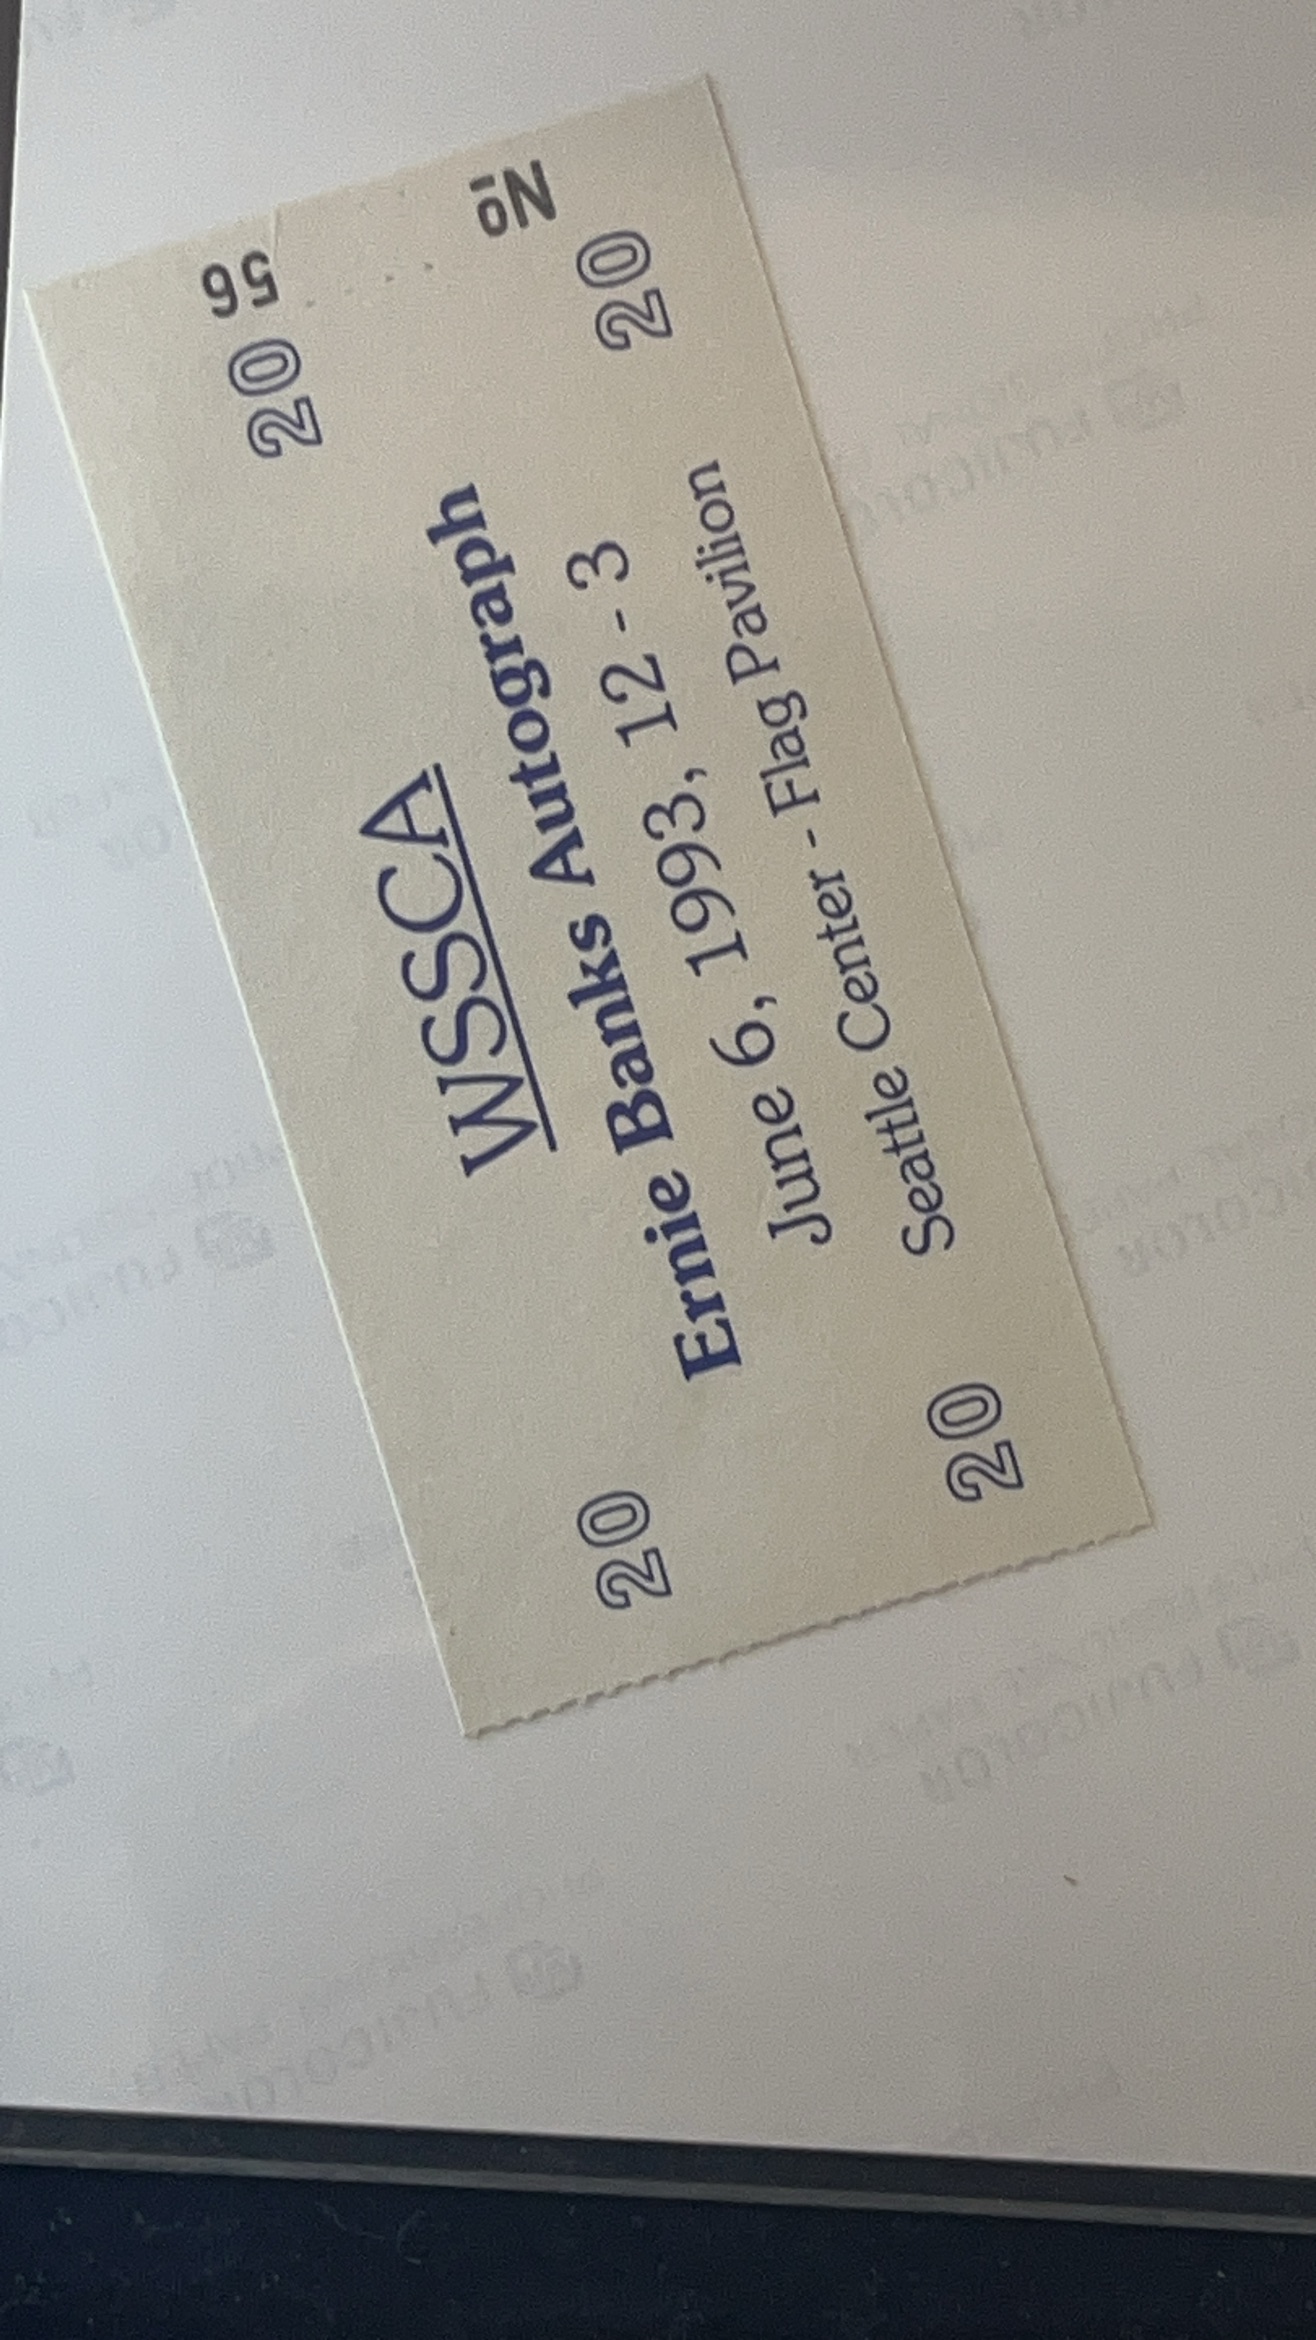 20 20
WSSCA
Ernie Banks Autograph
June 6, 1993, 12 - 3
Seattle Center - Flag Pavilion
20 20
No 56